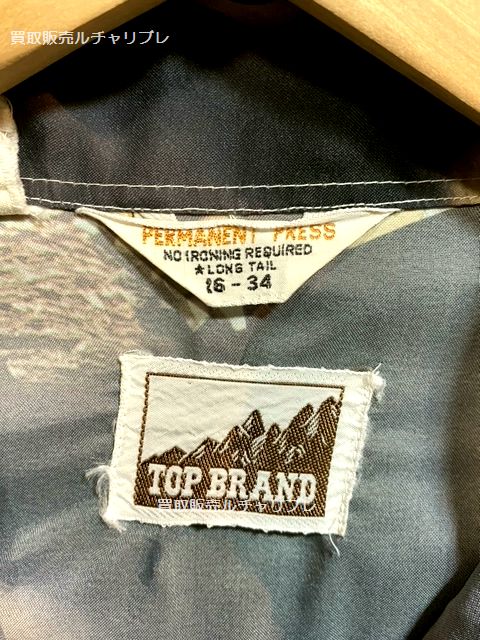 買取販売ルチャリブレ
PERMANENT PRESS
NO IRONING REQUIRED
★LONG TAIL
16 - 34
TOP BRAND
買取販売ルチャリブレ